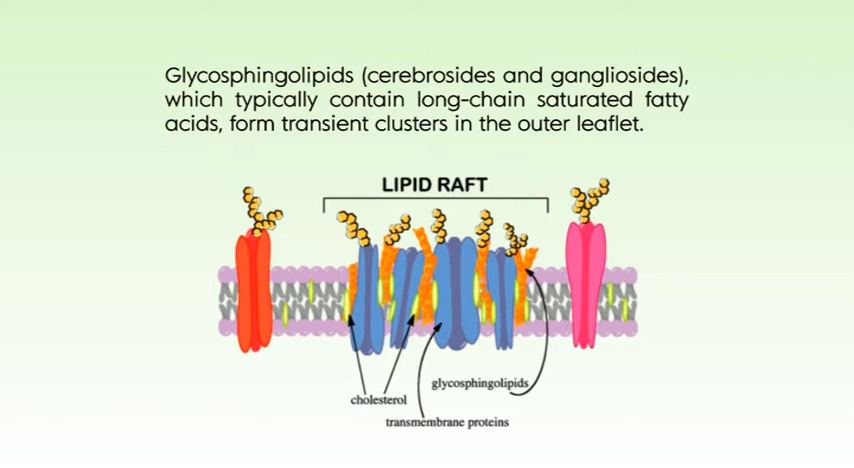 Glycosphingolipids (cerebrosides and gangliosides),
which typically contain long-chain saturated fatty
acids, form transient clusters in the outer leaflet.
LIPID RAFT
glycosphingolipids
cholesterol
transmembrane proteins